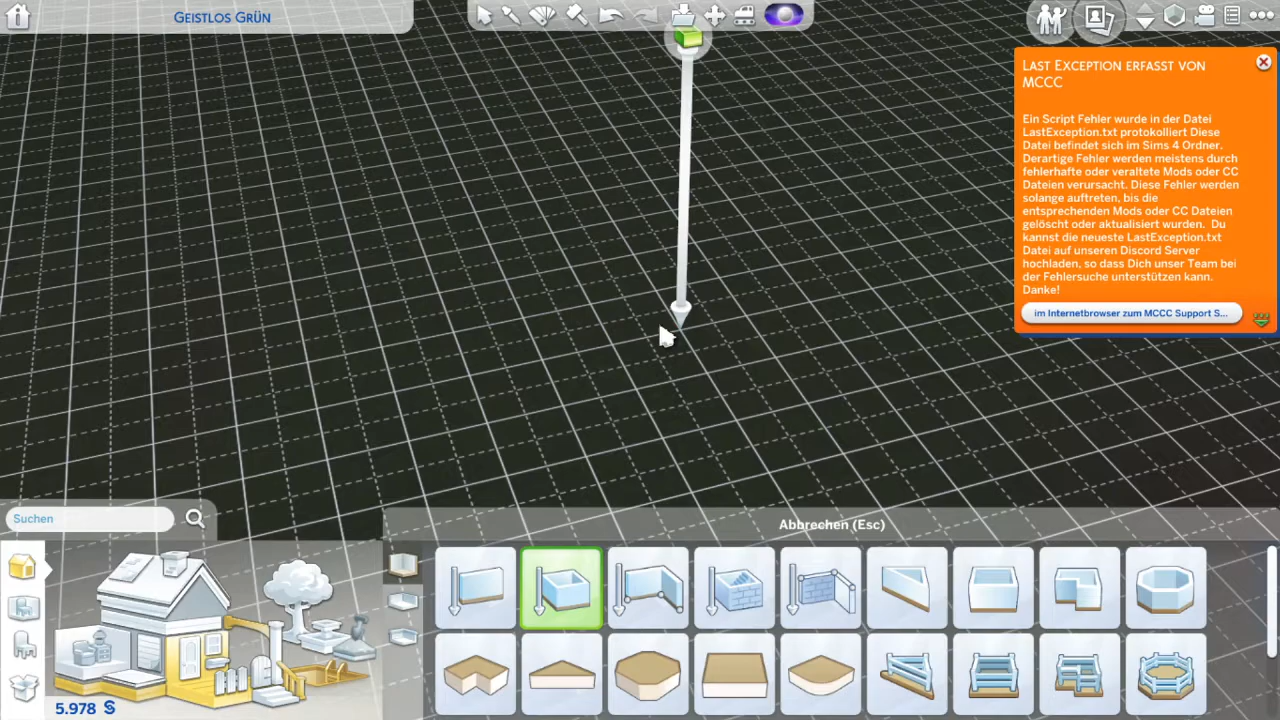 Geistlos Grün
Last Exception erfasst von
MCCC
Ein Script Fehler wurde in der Datei
LastException.txt protokolliert Diese
Datei befindet sich im Sims 4 Ordner.
Derartige Fehler werden meistens durch
fehlerhafte oder veraltete Mods oder CC
Dateien verursacht. Diese Fehler werden
solange auftreten, bis die
entsprechenden Mods oder CC Dateien
gelöscht oder aktualisiert wurden.  Du
kannst die neueste LastException.txt
Datei auf unseren Discord Server
hochladen, so dass Dich unser Team bei
der Fehlersuche unterstützen kann.
Danke!
im Internetbrowser zum MCCC Support S...
Suchen
Abbrechen (Esc)
5.978 §